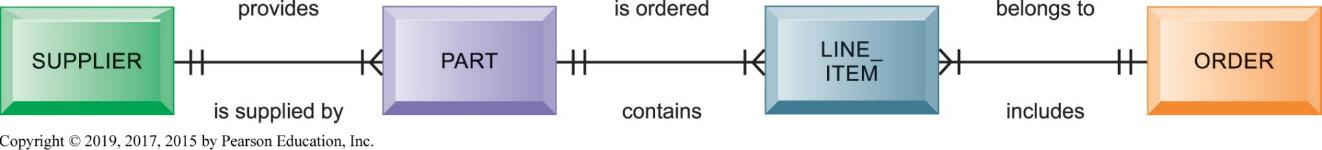 provides
is ordered
belongs to
SUPPLIER
PART
LINE_
ITEM
ORDER
is supplied by
contains
includes
Copyright © 2019, 2017, 2015 by Pearson Education, Inc.